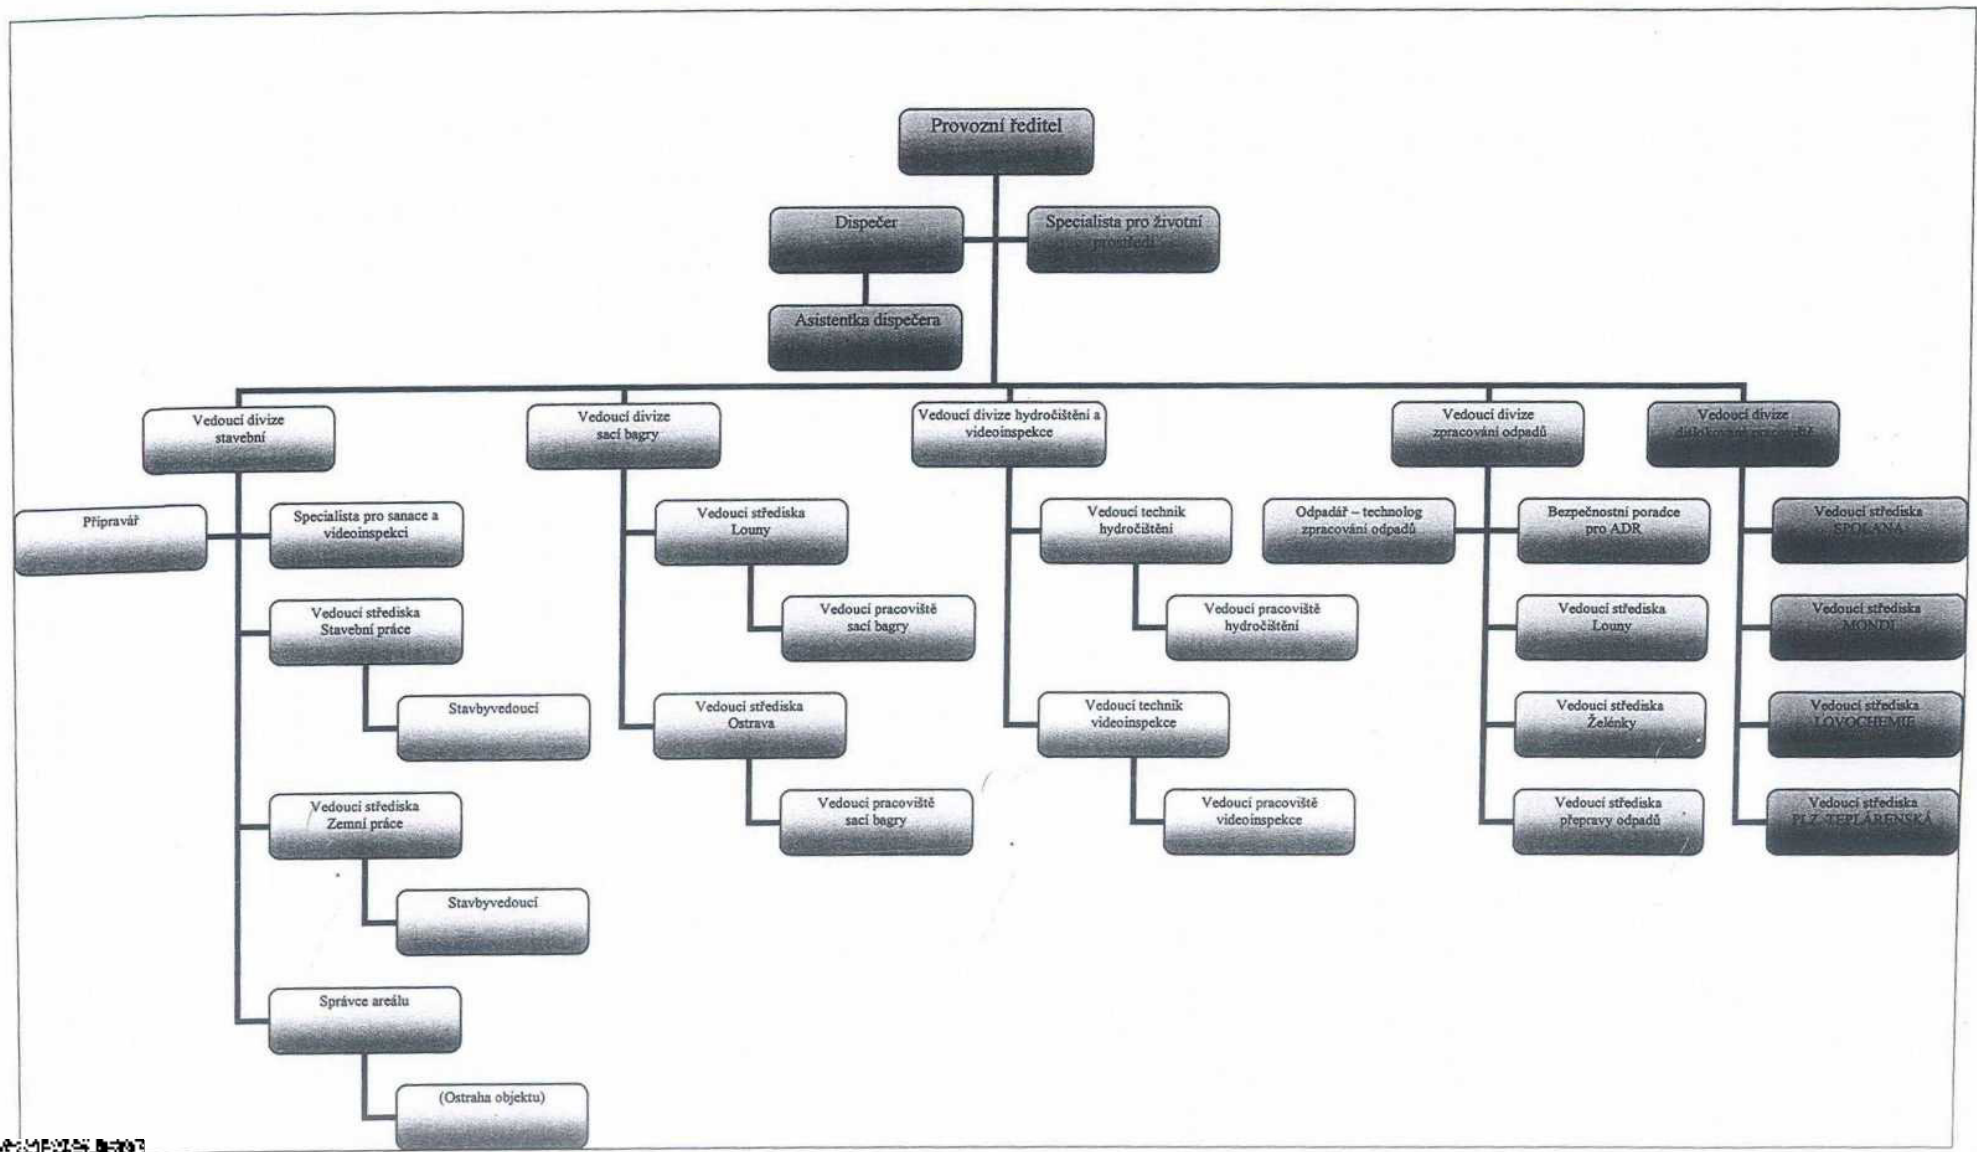 Provozní ředitel
Dispečer
Specialista pro životní
prostředí
Asistentka dispečera
Vedoucí divize
stavební
Vedoucí divize
sací bagry
Vedoucí divize hydročištění a
videoinspekce
Vedoucí divize
zpracování odpadů
Vedoucí divize
dislokovaná pracoviště
Přípravář
Specialista pro sanace a
videoinspekci
Vedoucí střediska
Louny
Vedoucí technik
hydročištění
Odpadář – technolog
zpracování odpadů
Bezpečnostní poradce
pro ADR
Vedoucí střediska
SPOLANA
Vedoucí střediska
Stavební práce
Vedoucí pracoviště
sací bagry
Vedoucí pracoviště
hydročištění
Vedoucí střediska
Louny
Vedoucí střediska
MONDI
Stavbyvedoucí
Vedoucí střediska
Ostrava
Vedoucí technik
videoinspekce
Vedoucí střediska
Želénky
Vedoucí střediska
LOVOCHEMIE
Vedoucí střediska
Zemní práce
Vedoucí pracoviště
sací bagry
Vedoucí pracoviště
videoinspekce
Vedoucí střediska
přepravy odpadů
Vedoucí střediska
PLZ. TEPLÁRENSKÁ
Stavbyvedoucí
Správce areálu
(Ostraha objektu)